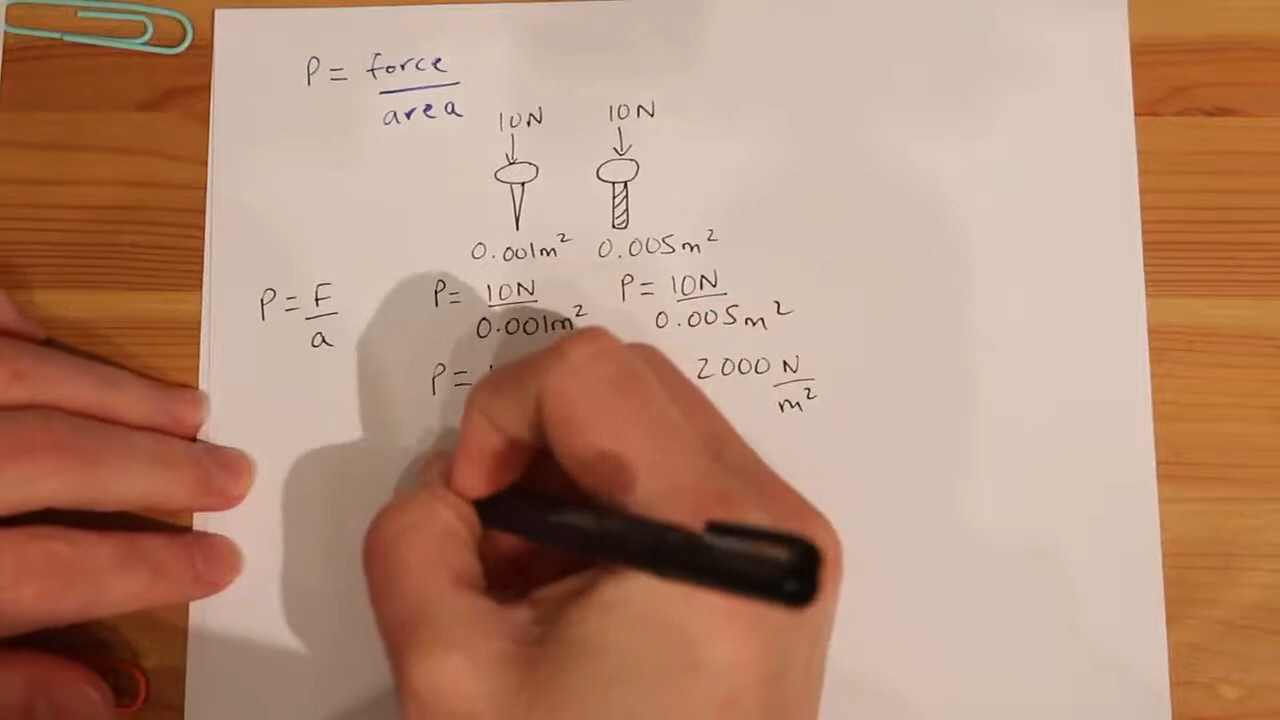 P = force
area
10N 10N
0.001m² 0.005m²
P = F
a
P = 10N
0.001m²
P = 10N
0.005m²
P =
2000 N
m²